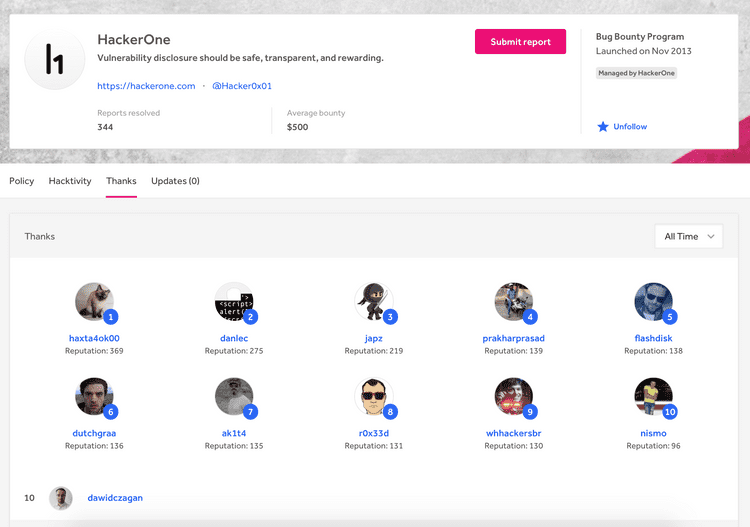 HackerOne
Vulnerability disclosure should be safe, transparent, and rewarding.
https://hackerone.com · @Hacker0x01
Reports resolved
344
Average bounty
$500
Submit report
Bug Bounty Program
Launched on Nov 2013
Managed by HackerOne
Unfollow
Policy Hacktivity Thanks Updates (0)
Thanks
All Time
1 2 3 4 5
haxta4ok00 danlec japz prakharprasad flashdisk
Reputation: 369 Reputation: 275 Reputation: 219 Reputation: 139 Reputation: 138
6 7 8 9 10
dutchgraa ak1t4 r0x33d whhackersbr nismo
Reputation: 136 Reputation: 135 Reputation: 131 Reputation: 130 Reputation: 96
10 dawidczagan